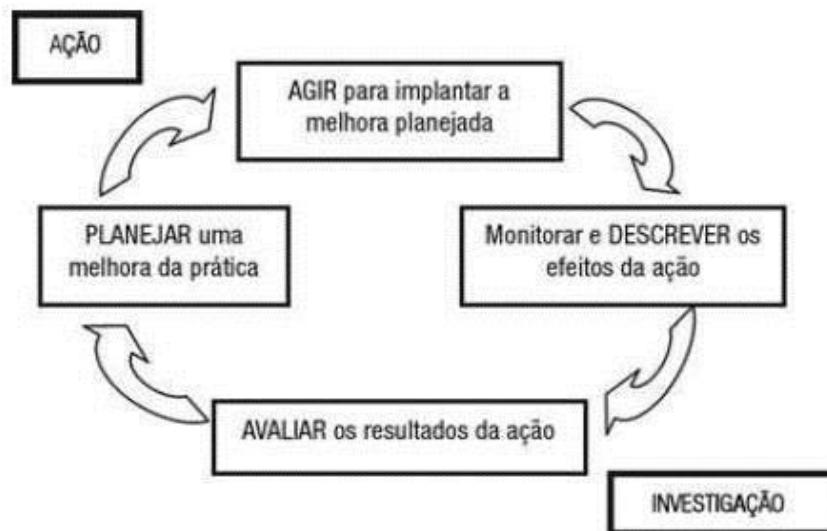 AÇÃO
AGIR para implantar a
melhora planejada
PLANEJAR uma
melhora da prática
Monitorar e DESCREVER os
efeitos da ação
AVALIAR os resultados da ação
INVESTIGAÇÃO